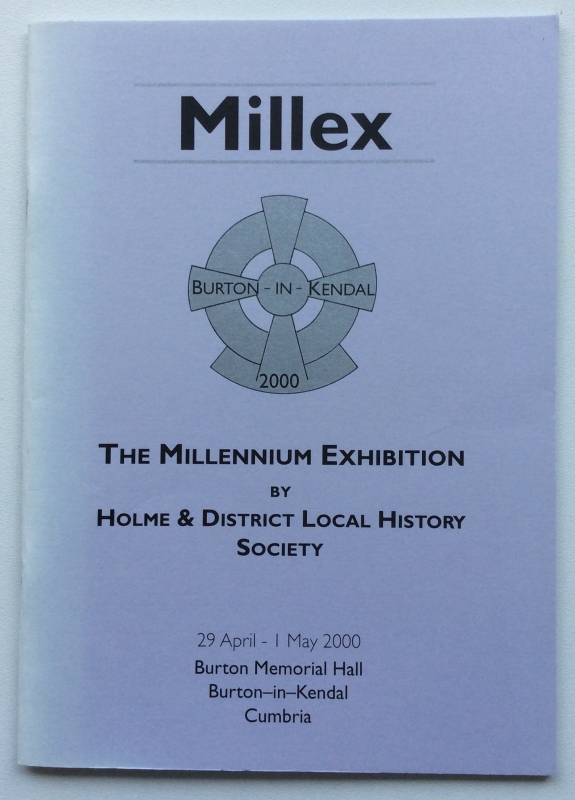 Millex
BURTON - IN - KENDAL
2000
THE MILLENNIUM EXHIBITION
BY
HOLME & DISTRICT LOCAL HISTORY
SOCIETY
29 April - 1 May 2000
Burton Memorial Hall
Burton–in–Kendal
Cumbria